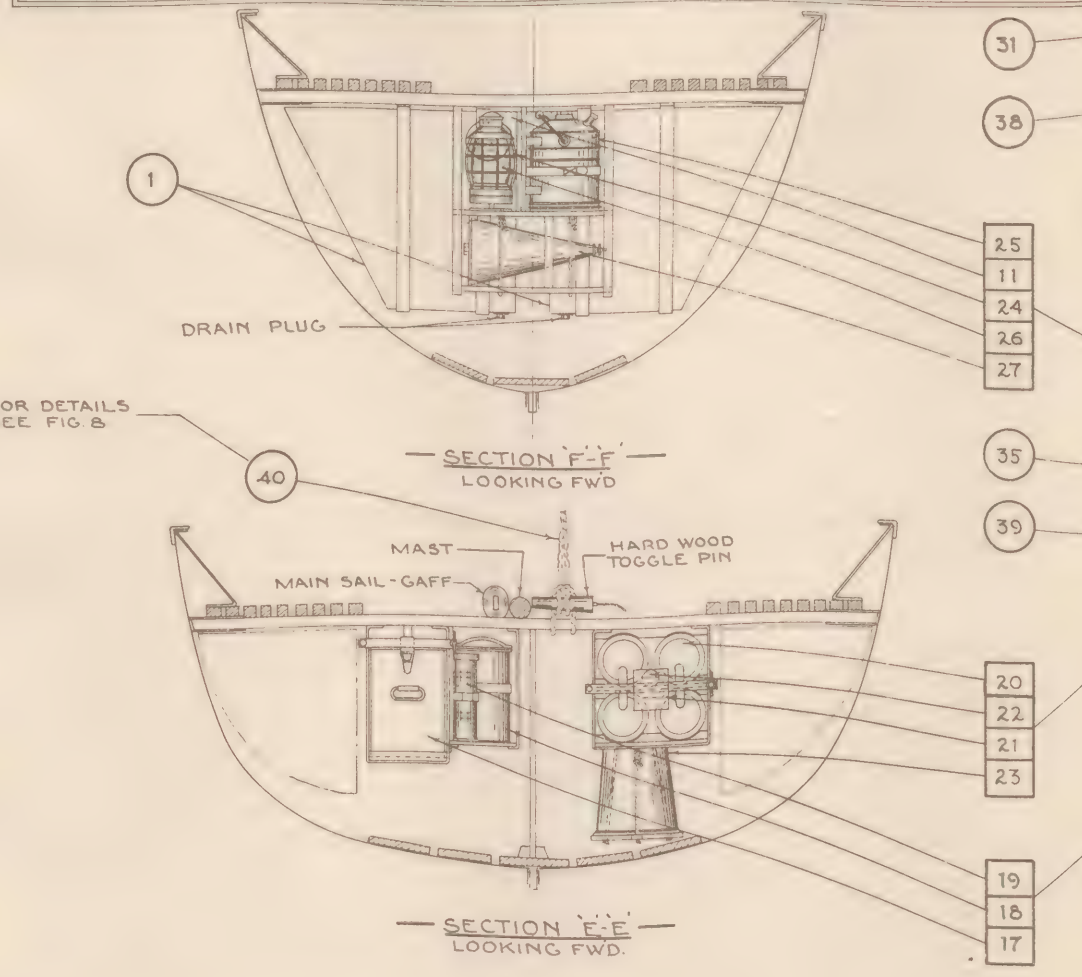 31
38
1
25
11
24
26
27
DRAIN PLUG
OR DETAILS
EE FIG. 8
SECTION 'F-F'
LOOKING FWD
40
35
39
MAST
HARD WOOD
TOGGLE PIN
MAIN SAIL-GAFF
20
22
21
23
19
18
17
SECTION 'E-E'
LOOKING FWD.